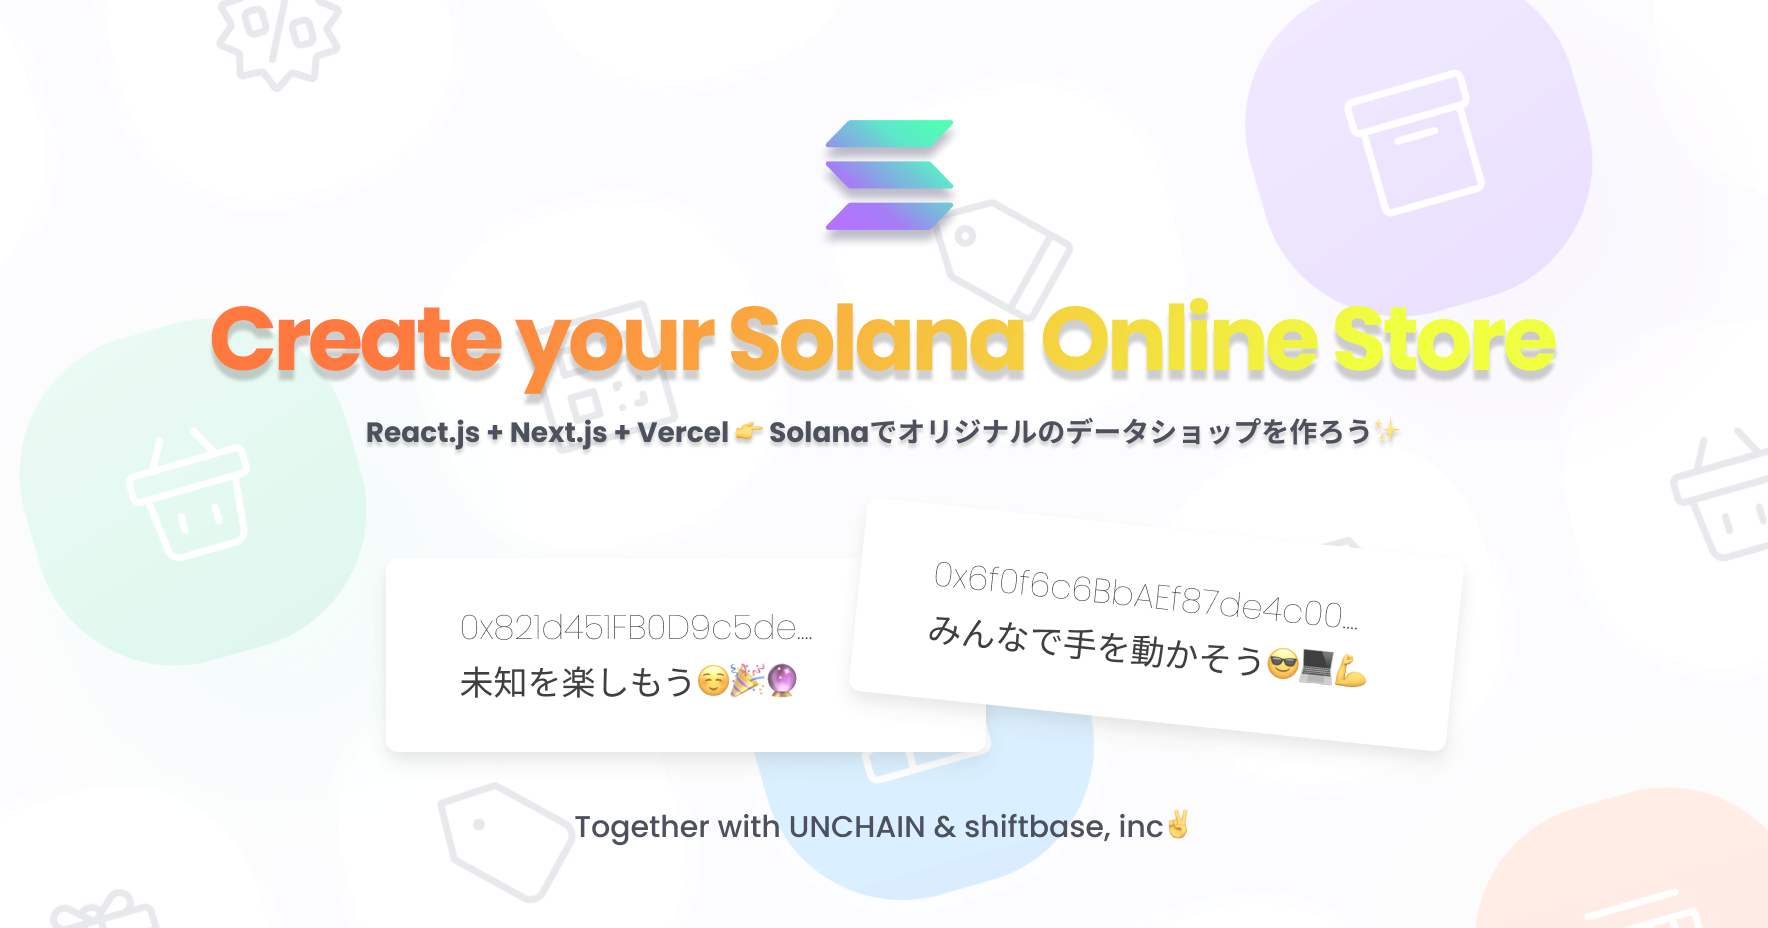 Create your Solana Online Store
React.js + Next.js + Vercel 👉 Solanaでオリジナルのデータショップを作ろう✨
0x821d451FB0D9c5de....
未知を楽しもう☺️🎉🔮
0x6f0f6c6BbAEf87de4c00....
みんなで手を動かそう😎💻💪
Together with UNCHAIN & shiftbase, inc✌️